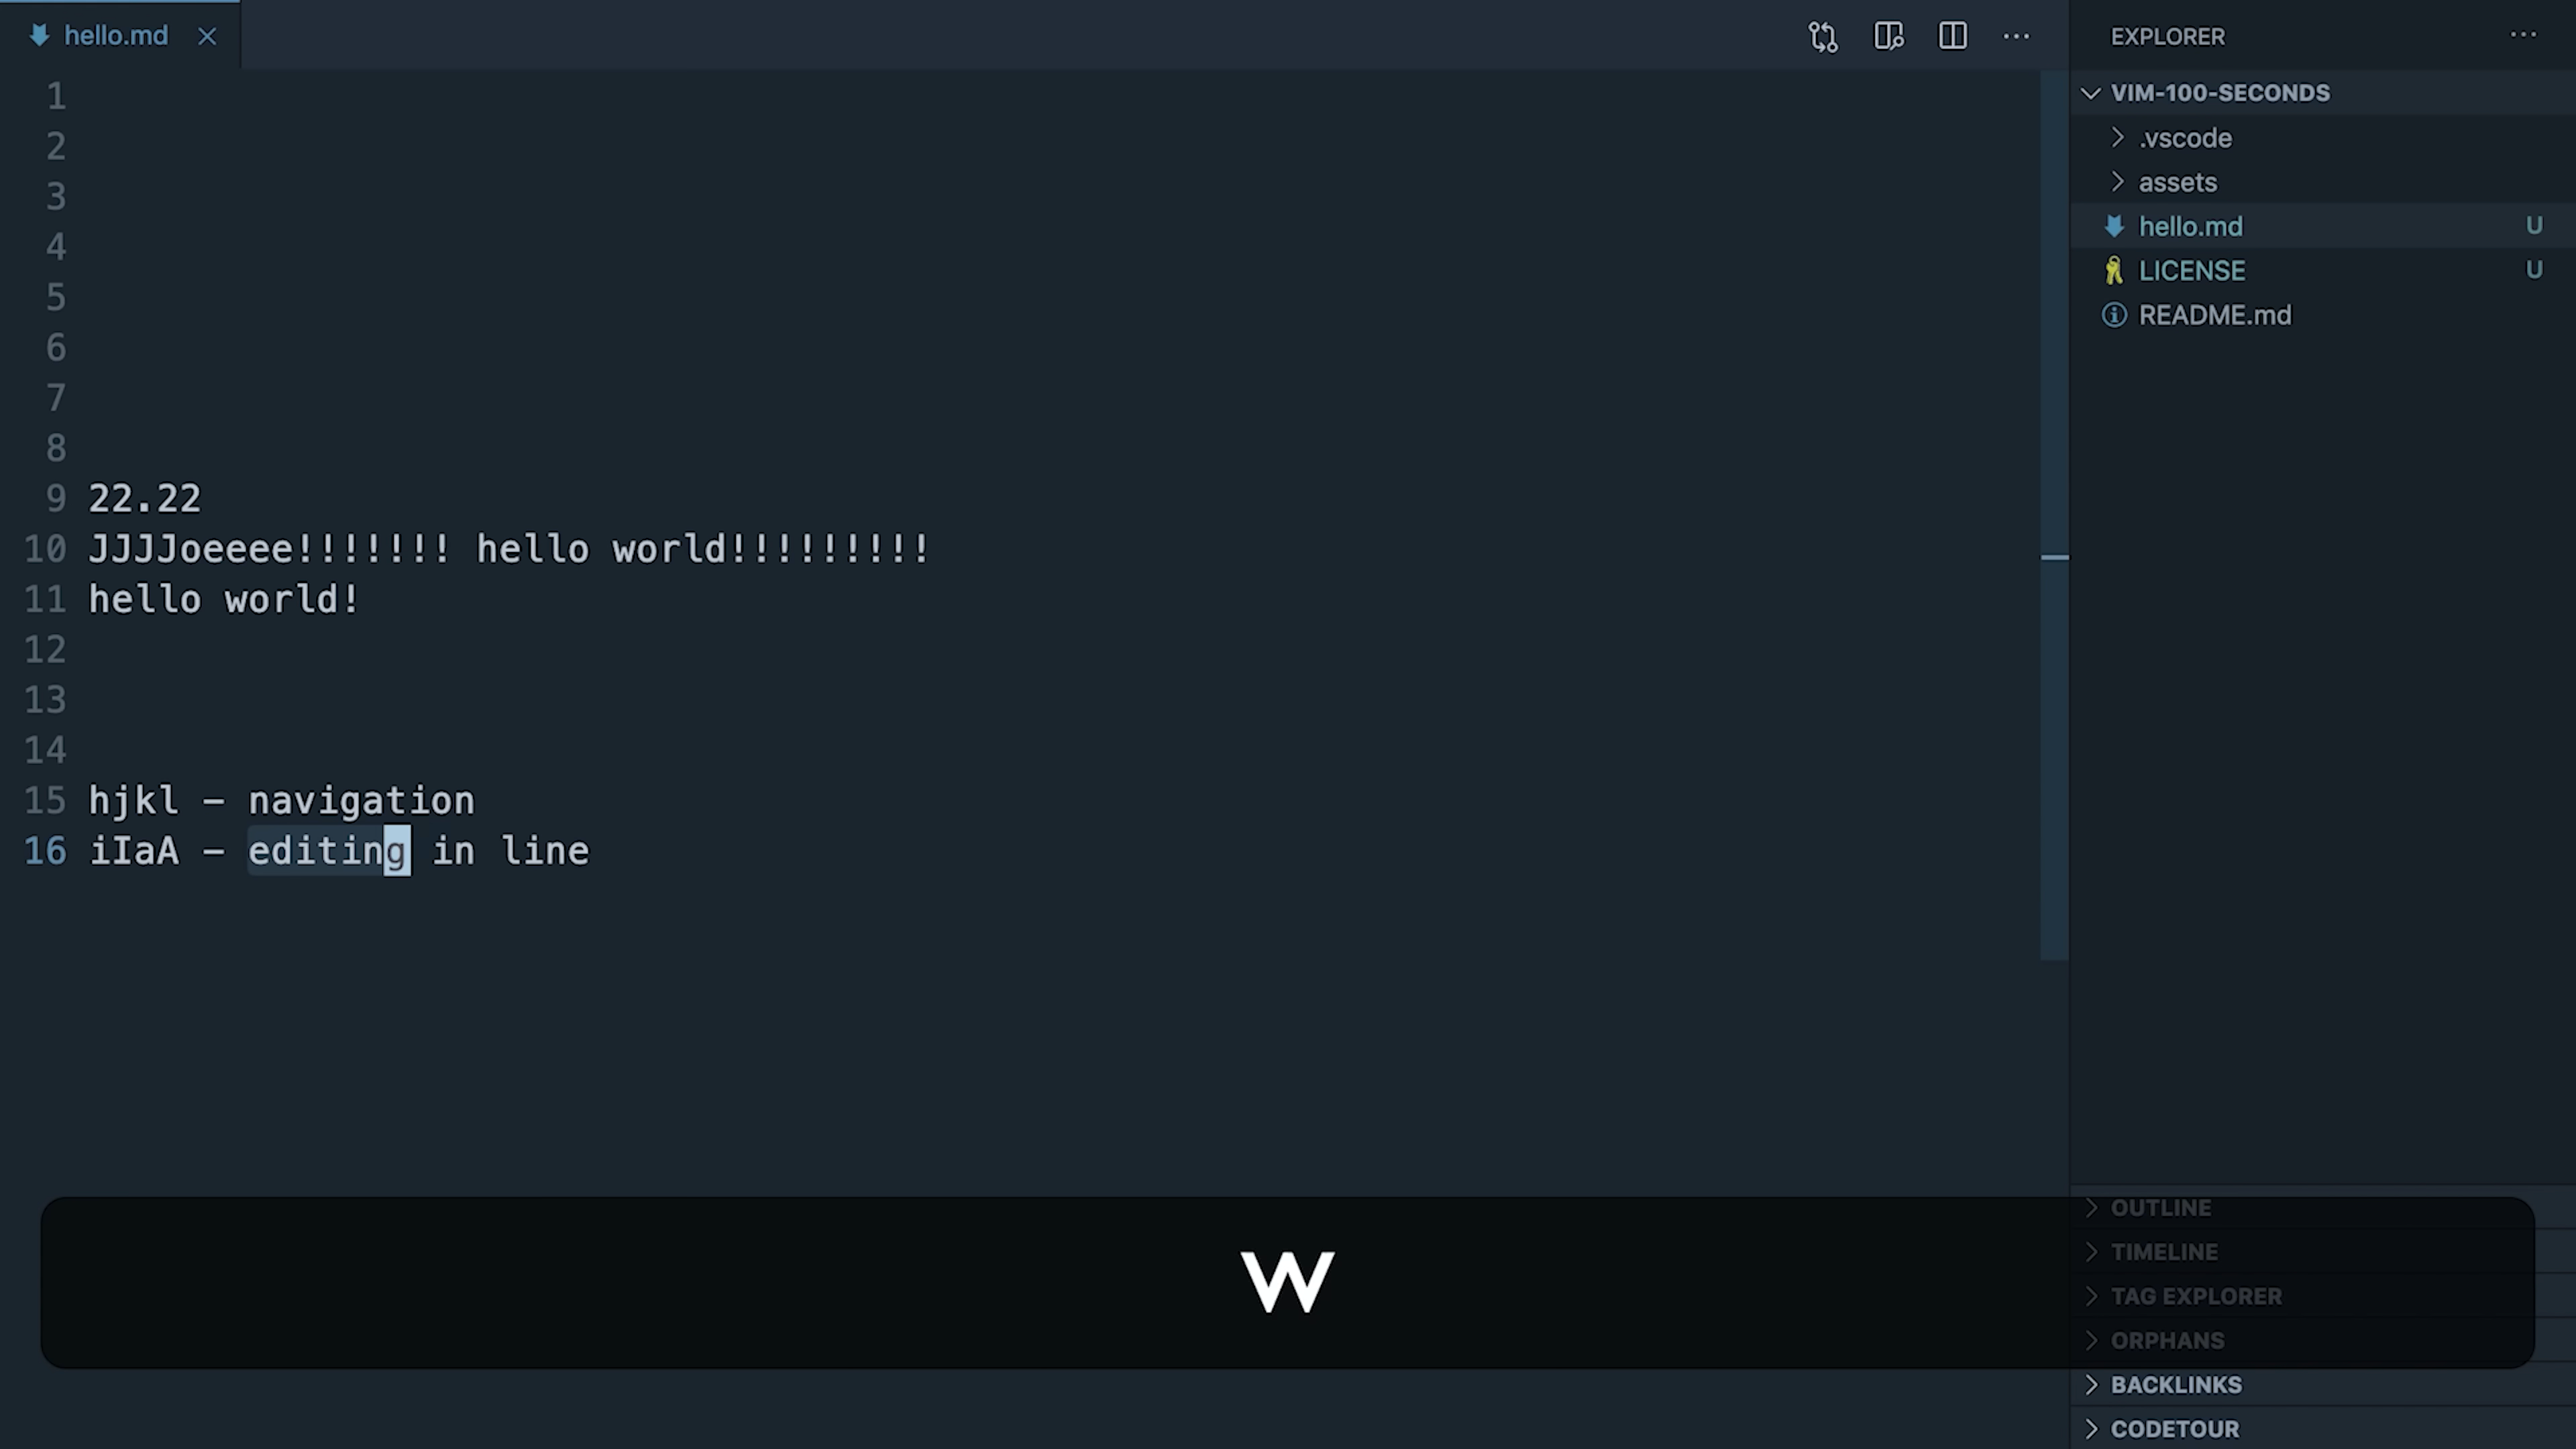 hello.md
EXPLORER
VIM-100-SECONDS
.vscode
assets
hello.md U
LICENSE U
README.md
1
2
3
4
5
6
7
8
9 22.22
10 JJJJoeeee!!!!!!! hello world!!!!!!!!!
11 hello world!
12
13
14
15 hjkl - navigation
16 iIaA - editing in line
w
OUTLINE
TIMELINE
TAG EXPLORER
ORPHANS
BACKLINKS
CODETOUR